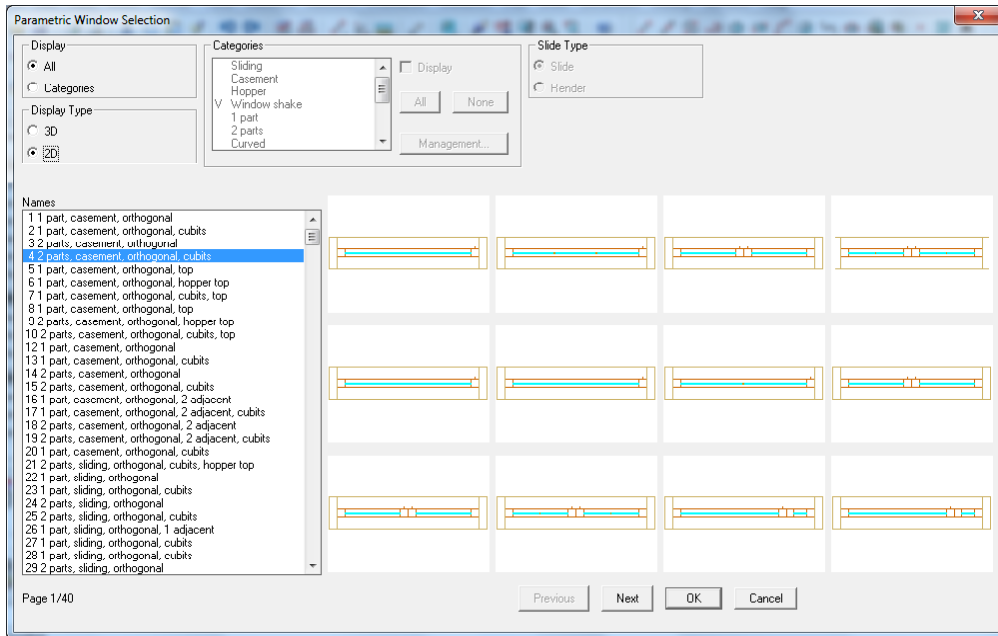 Parametric Window Selection
Display
All
Categories
Display Type
3D
2D
Categories
Sliding
Casement
Hopper
V Window shake
1 part
2 parts
Curved
Display
All
None
Management...
Slide Type
Slide
Render
Names
1 1 part, casement, orthogonal
2 1 part, casement, orthogonal, cubits
3 2 parts, casement, orthogonal
4 2 parts, casement, orthogonal, cubits
5 1 part, casement, orthogonal, top
6 1 part, casement, orthogonal, hopper top
7 1 part, casement, orthogonal, cubits, top
8 1 part, casement, orthogonal, top
9 2 parts, casement, orthogonal, hopper top
10 2 parts, casement, orthogonal, cubits, top
12 1 part, casement, orthogonal
13 1 part, casement, orthogonal, cubits
14 2 parts, casement, orthogonal
15 2 parts, casement, orthogonal, cubits
16 1 part, casement, orthogonal, 2 adjacent
17 1 part, casement, orthogonal, 2 adjacent, cubits
18 2 parts, casement, orthogonal, 2 adjacent
19 2 parts, casement, orthogonal, 2 adjacent, cubits
20 1 part, casement, orthogonal, cubits
21 2 parts, sliding, orthogonal, cubits, hopper top
22 1 part, sliding, orthogonal
23 1 part, sliding, orthogonal, cubits
24 2 parts, sliding, orthogonal
25 2 parts, sliding, orthogonal, cubits
26 1 part, sliding, orthogonal, 1 adjacent
27 1 part, sliding, orthogonal, cubits
28 1 part, sliding, orthogonal, cubits
29 2 parts, sliding, orthogonal
Page 1/40
Previous
Next
OK
Cancel